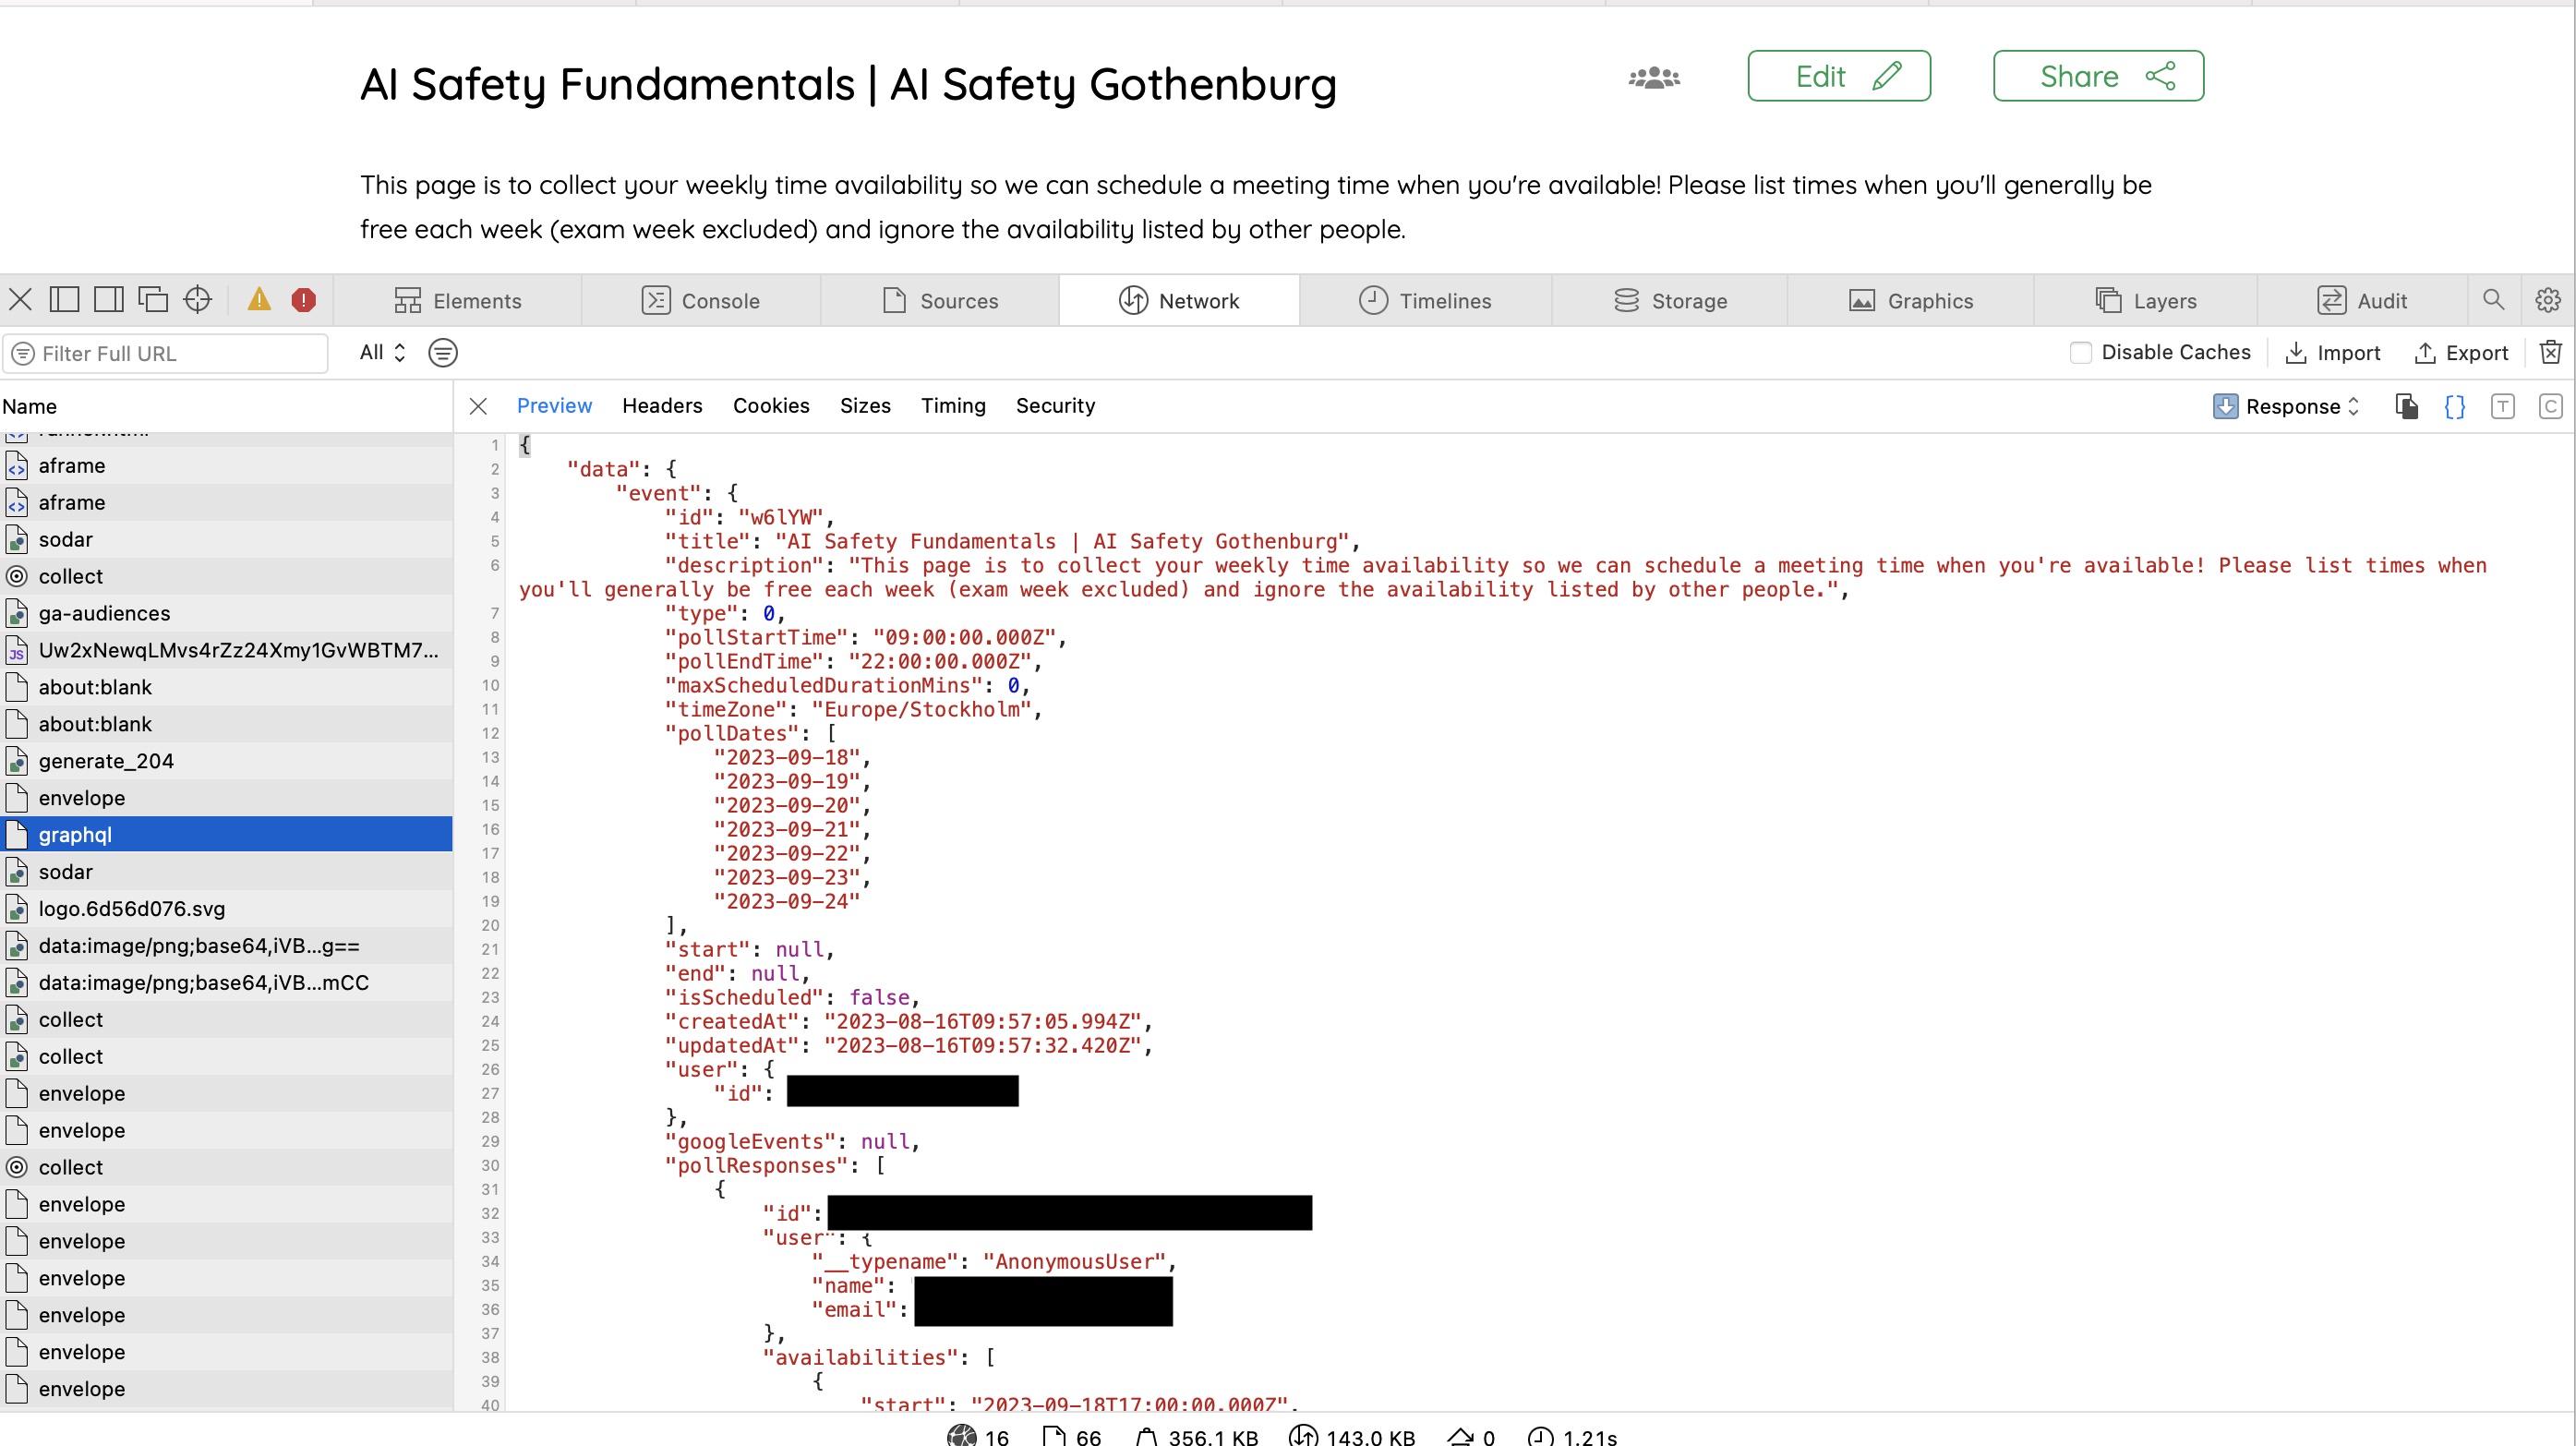 AI Safety Fundamentals | AI Safety Gothenburg
Edit
Share
This page is to collect your weekly time availability so we can schedule a meeting time when you're available! Please list times when you'll generally be
free each week (exam week excluded) and ignore the availability listed by other people.
Elements
Console
Sources
Network
Timelines
Storage
Graphics
Layers
Audit
Filter Full URL
All
Disable Caches
Import
Export
Name
Preview
Headers
Cookies
Sizes
Timing
Security
Response
{}
T
C
aframe
aframe
sodar
collect
ga-audiences
JS
Uw2xNewqLMvs4rZz24Xmy1GvWBTM7...
about:blank
about:blank
generate_204
envelope
graphql
sodar
logo.6d56d076.svg
data:image/png;base64,iVB...g==
data:image/png;base64,iVB...mCC
collect
collect
envelope
envelope
collect
envelope
envelope
envelope
envelope
envelope
envelope
1 {
2 "data": {
3 "event": {
4 "id": "w6lYW",
5 "title": "AI Safety Fundamentals | AI Safety Gothenburg",
6 "description": "This page is to collect your weekly time availability so we can schedule a meeting time when you're available! Please list times when
you'll generally be free each week (exam week excluded) and ignore the availability listed by other people.",
7 "type": 0,
8 "pollStartTime": "09:00:00.000Z",
9 "pollEndTime": "22:00:00.000Z",
10 "maxScheduledDurationMins": 0,
11 "timeZone": "Europe/Stockholm",
12 "pollDates": [
13 "2023-09-18",
14 "2023-09-19",
15 "2023-09-20",
16 "2023-09-21",
17 "2023-09-22",
18 "2023-09-23",
19 "2023-09-24"
20 ],
21 "start": null,
22 "end": null,
23 "isScheduled": false,
24 "createdAt": "2023-08-16T09:57:05.994Z",
25 "updatedAt": "2023-08-16T09:57:32.420Z",
26 "user": {
27 "id":
28 },
29 "googleEvents": null,
30 "pollResponses": [
31 {
32 "id":
33 "user": {
34 "__typename": "AnonymousUser",
35 "name":
36 "email":
37 },
38 "availabilities": [
39 {
40 "start": "2023-09-18T17:00:00.000Z".
16
66
356.1 KB
143.0 KB
0
1.21s